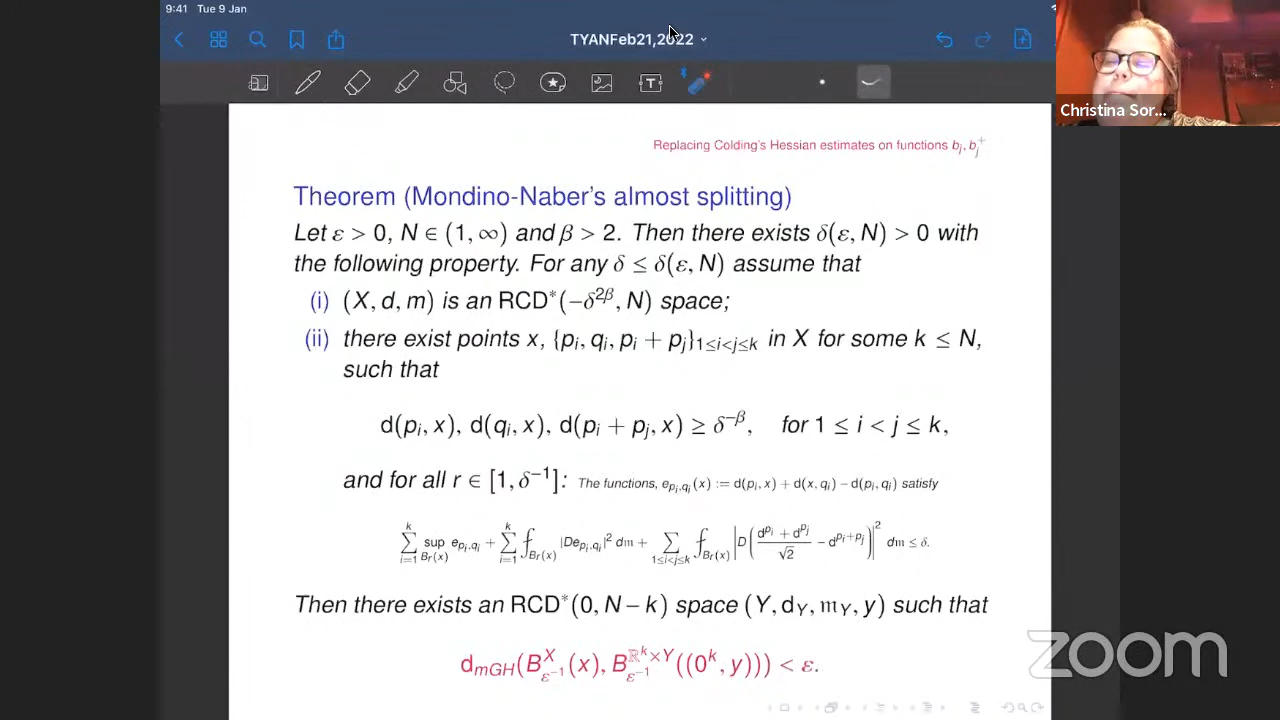 9:41 Tue 9 Jan
TYANFeb21,2022
Christina Sor...
Replacing Colding's Hessian estimates on functions b_j, b_j^+
Theorem (Mondino-Naber's almost splitting)
Let ε > 0, N ∈ (1, ∞) and β > 2. Then there exists δ(ε, N) > 0 with
the following property. For any δ ≤ δ(ε, N) assume that
(i) (X, d, m) is an RCD*(−δ^{2β}, N) space;
(ii) there exist points x, {p_i, q_i, p_i + p_j}_{1≤i<j≤k} in X for some k ≤ N,
such that
d(p_i, x), d(q_i, x), d(p_i + p_j, x) ≥ δ^{−β}, for 1 ≤ i < j ≤ k,
and for all r ∈ [1, δ^{−1}]: The functions, e_{p_i,q_i}(x) := d(p_i, x) + d(x, q_i) − d(p_i, q_i) satisfy
∑_{i=1}^k sup_{B_r(x)} e_{p_i,q_i} + ∑_{i=1}^k ⨍_{B_r(x)} |De_{p_i,q_i}|^2 dm + ∑_{1≤i<j≤k} ⨍_{B_r(x)} |D((d^{p_i} + d^{p_j})/√2 − d^{p_i+p_j})|^2 dm ≤ δ.
Then there exists an RCD*(0, N − k) space (Y, d_Y, m_Y, y) such that
d_{mGH}(B^X_{ε^{−1}}(x), B^{ℝ^k×Y}_{ε^{−1}}((0^k, y))) < ε.
zoom